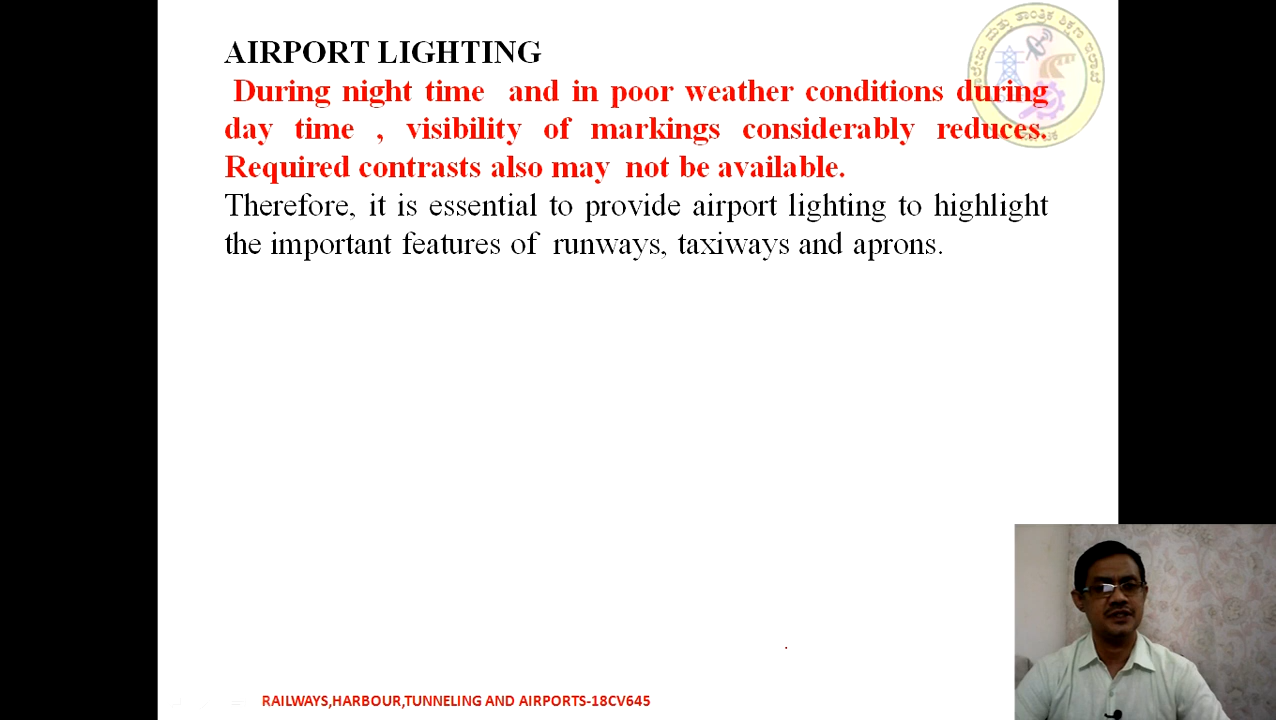 AIRPORT LIGHTING
During night time and in poor weather conditions during
day time , visibility of markings considerably reduces.
Required contrasts also may not be available.
Therefore, it is essential to provide airport lighting to highlight
the important features of runways, taxiways and aprons.
RAILWAYS,HARBOUR,TUNNELING AND AIRPORTS-18CV645